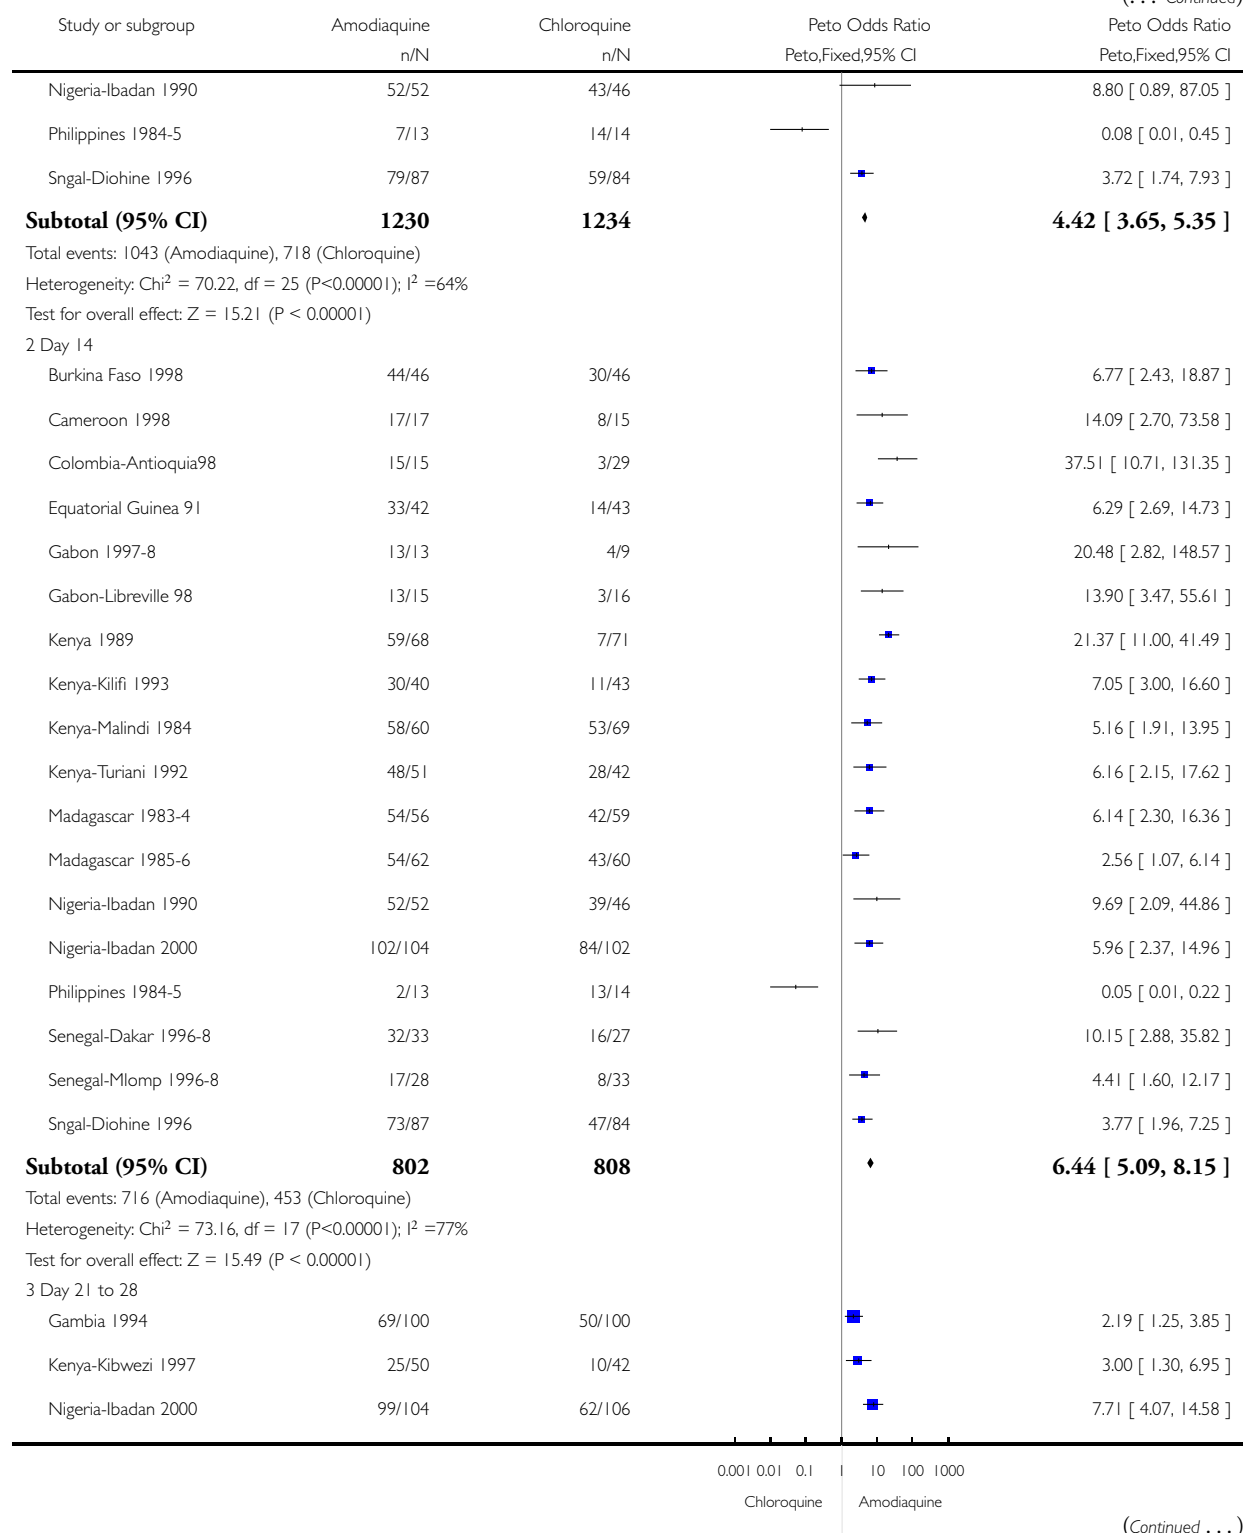 (. . . Continued)
Study or subgroup Amodiaquine Chloroquine Peto Odds Ratio Peto Odds Ratio
n/N n/N Peto,Fixed,95% CI Peto,Fixed,95% CI
Nigeria-Ibadan 1990 52/52 43/46 8.80 [ 0.89, 87.05 ]
Philippines 1984-5 7/13 14/14 0.08 [ 0.01, 0.45 ]
Sngal-Diohine 1996 79/87 59/84 3.72 [ 1.74, 7.93 ]
Subtotal (95% CI) 1230 1234 4.42 [ 3.65, 5.35 ]
Total events: 1043 (Amodiaquine), 718 (Chloroquine)
Heterogeneity: Chi² = 70.22, df = 25 (P<0.00001); I² =64%
Test for overall effect: Z = 15.21 (P < 0.00001)
2 Day 14
Burkina Faso 1998 44/46 30/46 6.77 [ 2.43, 18.87 ]
Cameroon 1998 17/17 8/15 14.09 [ 2.70, 73.58 ]
Colombia-Antioquia98 15/15 3/29 37.51 [ 10.71, 131.35 ]
Equatorial Guinea 91 33/42 14/43 6.29 [ 2.69, 14.73 ]
Gabon 1997-8 13/13 4/9 20.48 [ 2.82, 148.57 ]
Gabon-Libreville 98 13/15 3/16 13.90 [ 3.47, 55.61 ]
Kenya 1989 59/68 7/71 21.37 [ 11.00, 41.49 ]
Kenya-Kilifi 1993 30/40 11/43 7.05 [ 3.00, 16.60 ]
Kenya-Malindi 1984 58/60 53/69 5.16 [ 1.91, 13.95 ]
Kenya-Turiani 1992 48/51 28/42 6.16 [ 2.15, 17.62 ]
Madagascar 1983-4 54/56 42/59 6.14 [ 2.30, 16.36 ]
Madagascar 1985-6 54/62 43/60 2.56 [ 1.07, 6.14 ]
Nigeria-Ibadan 1990 52/52 39/46 9.69 [ 2.09, 44.86 ]
Nigeria-Ibadan 2000 102/104 84/102 5.96 [ 2.37, 14.96 ]
Philippines 1984-5 2/13 13/14 0.05 [ 0.01, 0.22 ]
Senegal-Dakar 1996-8 32/33 16/27 10.15 [ 2.88, 35.82 ]
Senegal-Mlomp 1996-8 17/28 8/33 4.41 [ 1.60, 12.17 ]
Sngal-Diohine 1996 73/87 47/84 3.77 [ 1.96, 7.25 ]
Subtotal (95% CI) 802 808 6.44 [ 5.09, 8.15 ]
Total events: 716 (Amodiaquine), 453 (Chloroquine)
Heterogeneity: Chi² = 73.16, df = 17 (P<0.00001); I² =77%
Test for overall effect: Z = 15.49 (P < 0.00001)
3 Day 21 to 28
Gambia 1994 69/100 50/100 2.19 [ 1.25, 3.85 ]
Kenya-Kibwezi 1997 25/50 10/42 3.00 [ 1.30, 6.95 ]
Nigeria-Ibadan 2000 99/104 62/106 7.71 [ 4.07, 14.58 ]
0.001 0.01 0.1 1 10 100 1000
Chloroquine Amodiaquine
(Continued . . . )